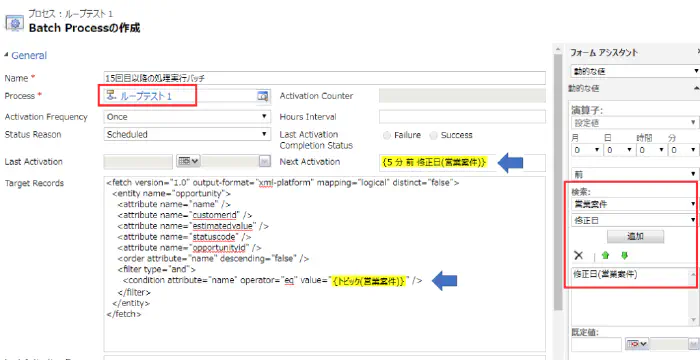 プロセス : ループテスト 1
Batch Processの作成
General
Name *
15回目以降の処理実行バッチ
Process *
ループテスト 1
Activation Counter
Activation Frequency
Once
Hours Interval
Status Reason
Scheduled
Last Activation Completion Status
Failure
Success
Last Activation
Next Activation
{5 分 前 修正日(営業案件)}
Target Records
<fetch version="1.0" output-format="xml-platform" mapping="logical" distinct="false">
<entity name="opportunity">
<attribute name="name" />
<attribute name="customerid" />
<attribute name="estimatedvalue" />
<attribute name="statuscode" />
<attribute name="opportunityid" />
<order attribute="name" descending="false" />
<filter type="and">
<condition attribute="name" operator="eq" value="{トピック(営業案件)}" />
</filter>
</entity>
</fetch>
フォーム アシスタント
動的な値
動的な値
演算子:
設定値
月 日 時間 分
0 0 0 0
前
検索:
営業案件
修正日
追加
修正日(営業案件)
既定値: